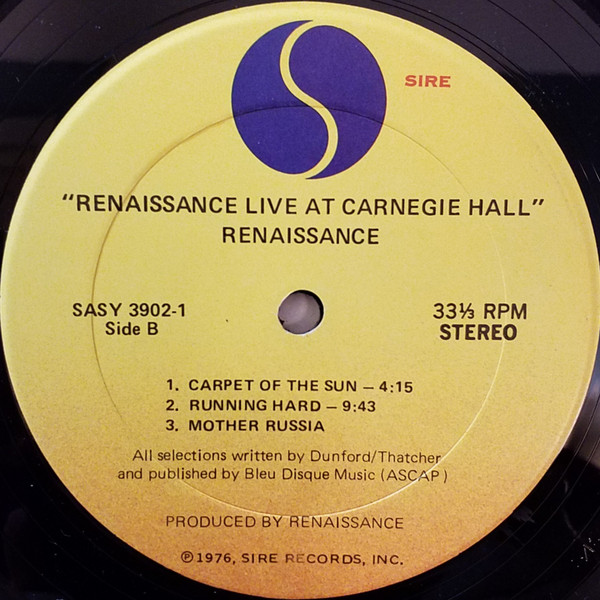 SIRE
"RENAISSANCE LIVE AT CARNEGIE HALL"
RENAISSANCE
SASY 3902-1
Side B
33⅓ RPM
STEREO
1. CARPET OF THE SUN – 4:15
2. RUNNING HARD – 9:43
3. MOTHER RUSSIA
All selections written by Dunford/Thatcher
and published by Bleu Disque Music (ASCAP)
PRODUCED BY RENAISSANCE
℗1976, SIRE RECORDS, INC.